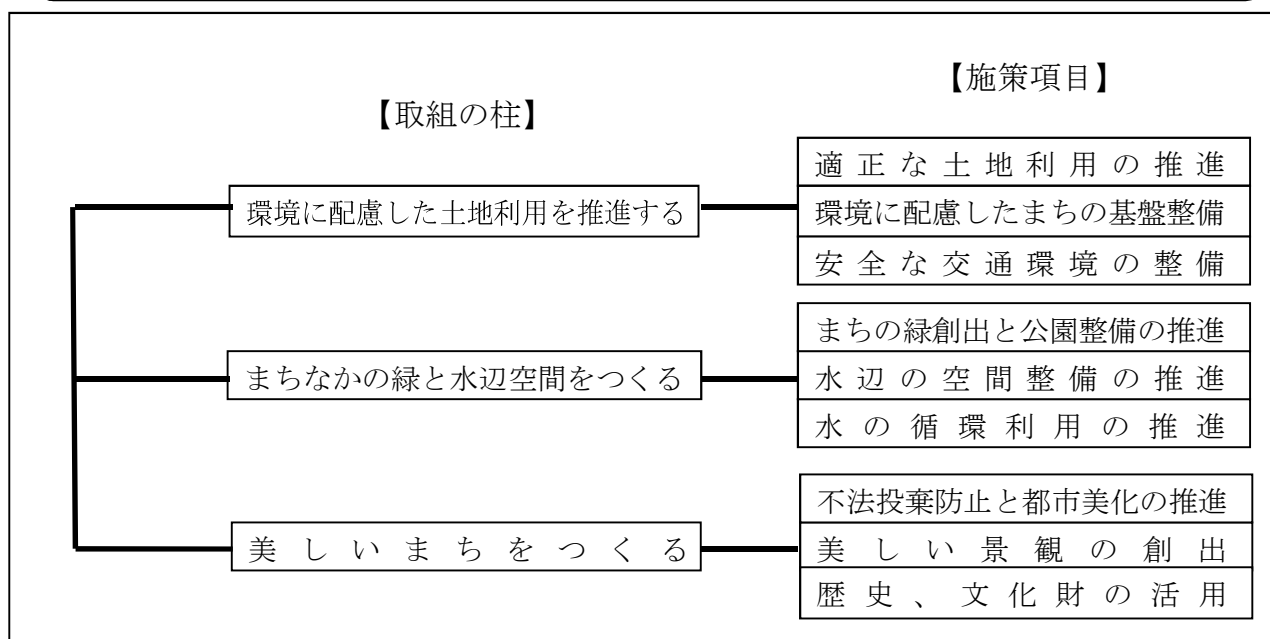 【施策項目】
【取組の柱】
適正な土地利用の推進
環境に配慮した土地利用を推進する
環境に配慮したまちの基盤整備
安全な交通環境の整備
まちの緑創出と公園整備の推進
まちなかの緑と水辺空間をつくる
水辺の空間整備の推進
水の循環利用の推進
不法投棄防止と都市美化の推進
美しいまちをつくる
美しい景観の創出
歴史、文化財の活用